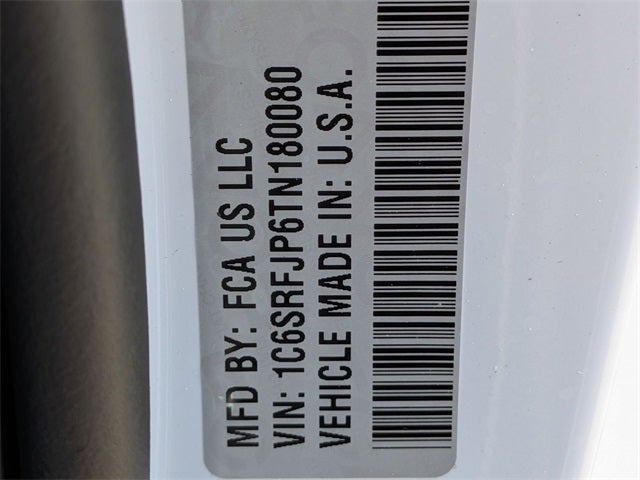 MFD BY: FCA US LLC
VIN: 1C6SRFJP6TN180080
VEHICLE MADE IN: U.S.A.